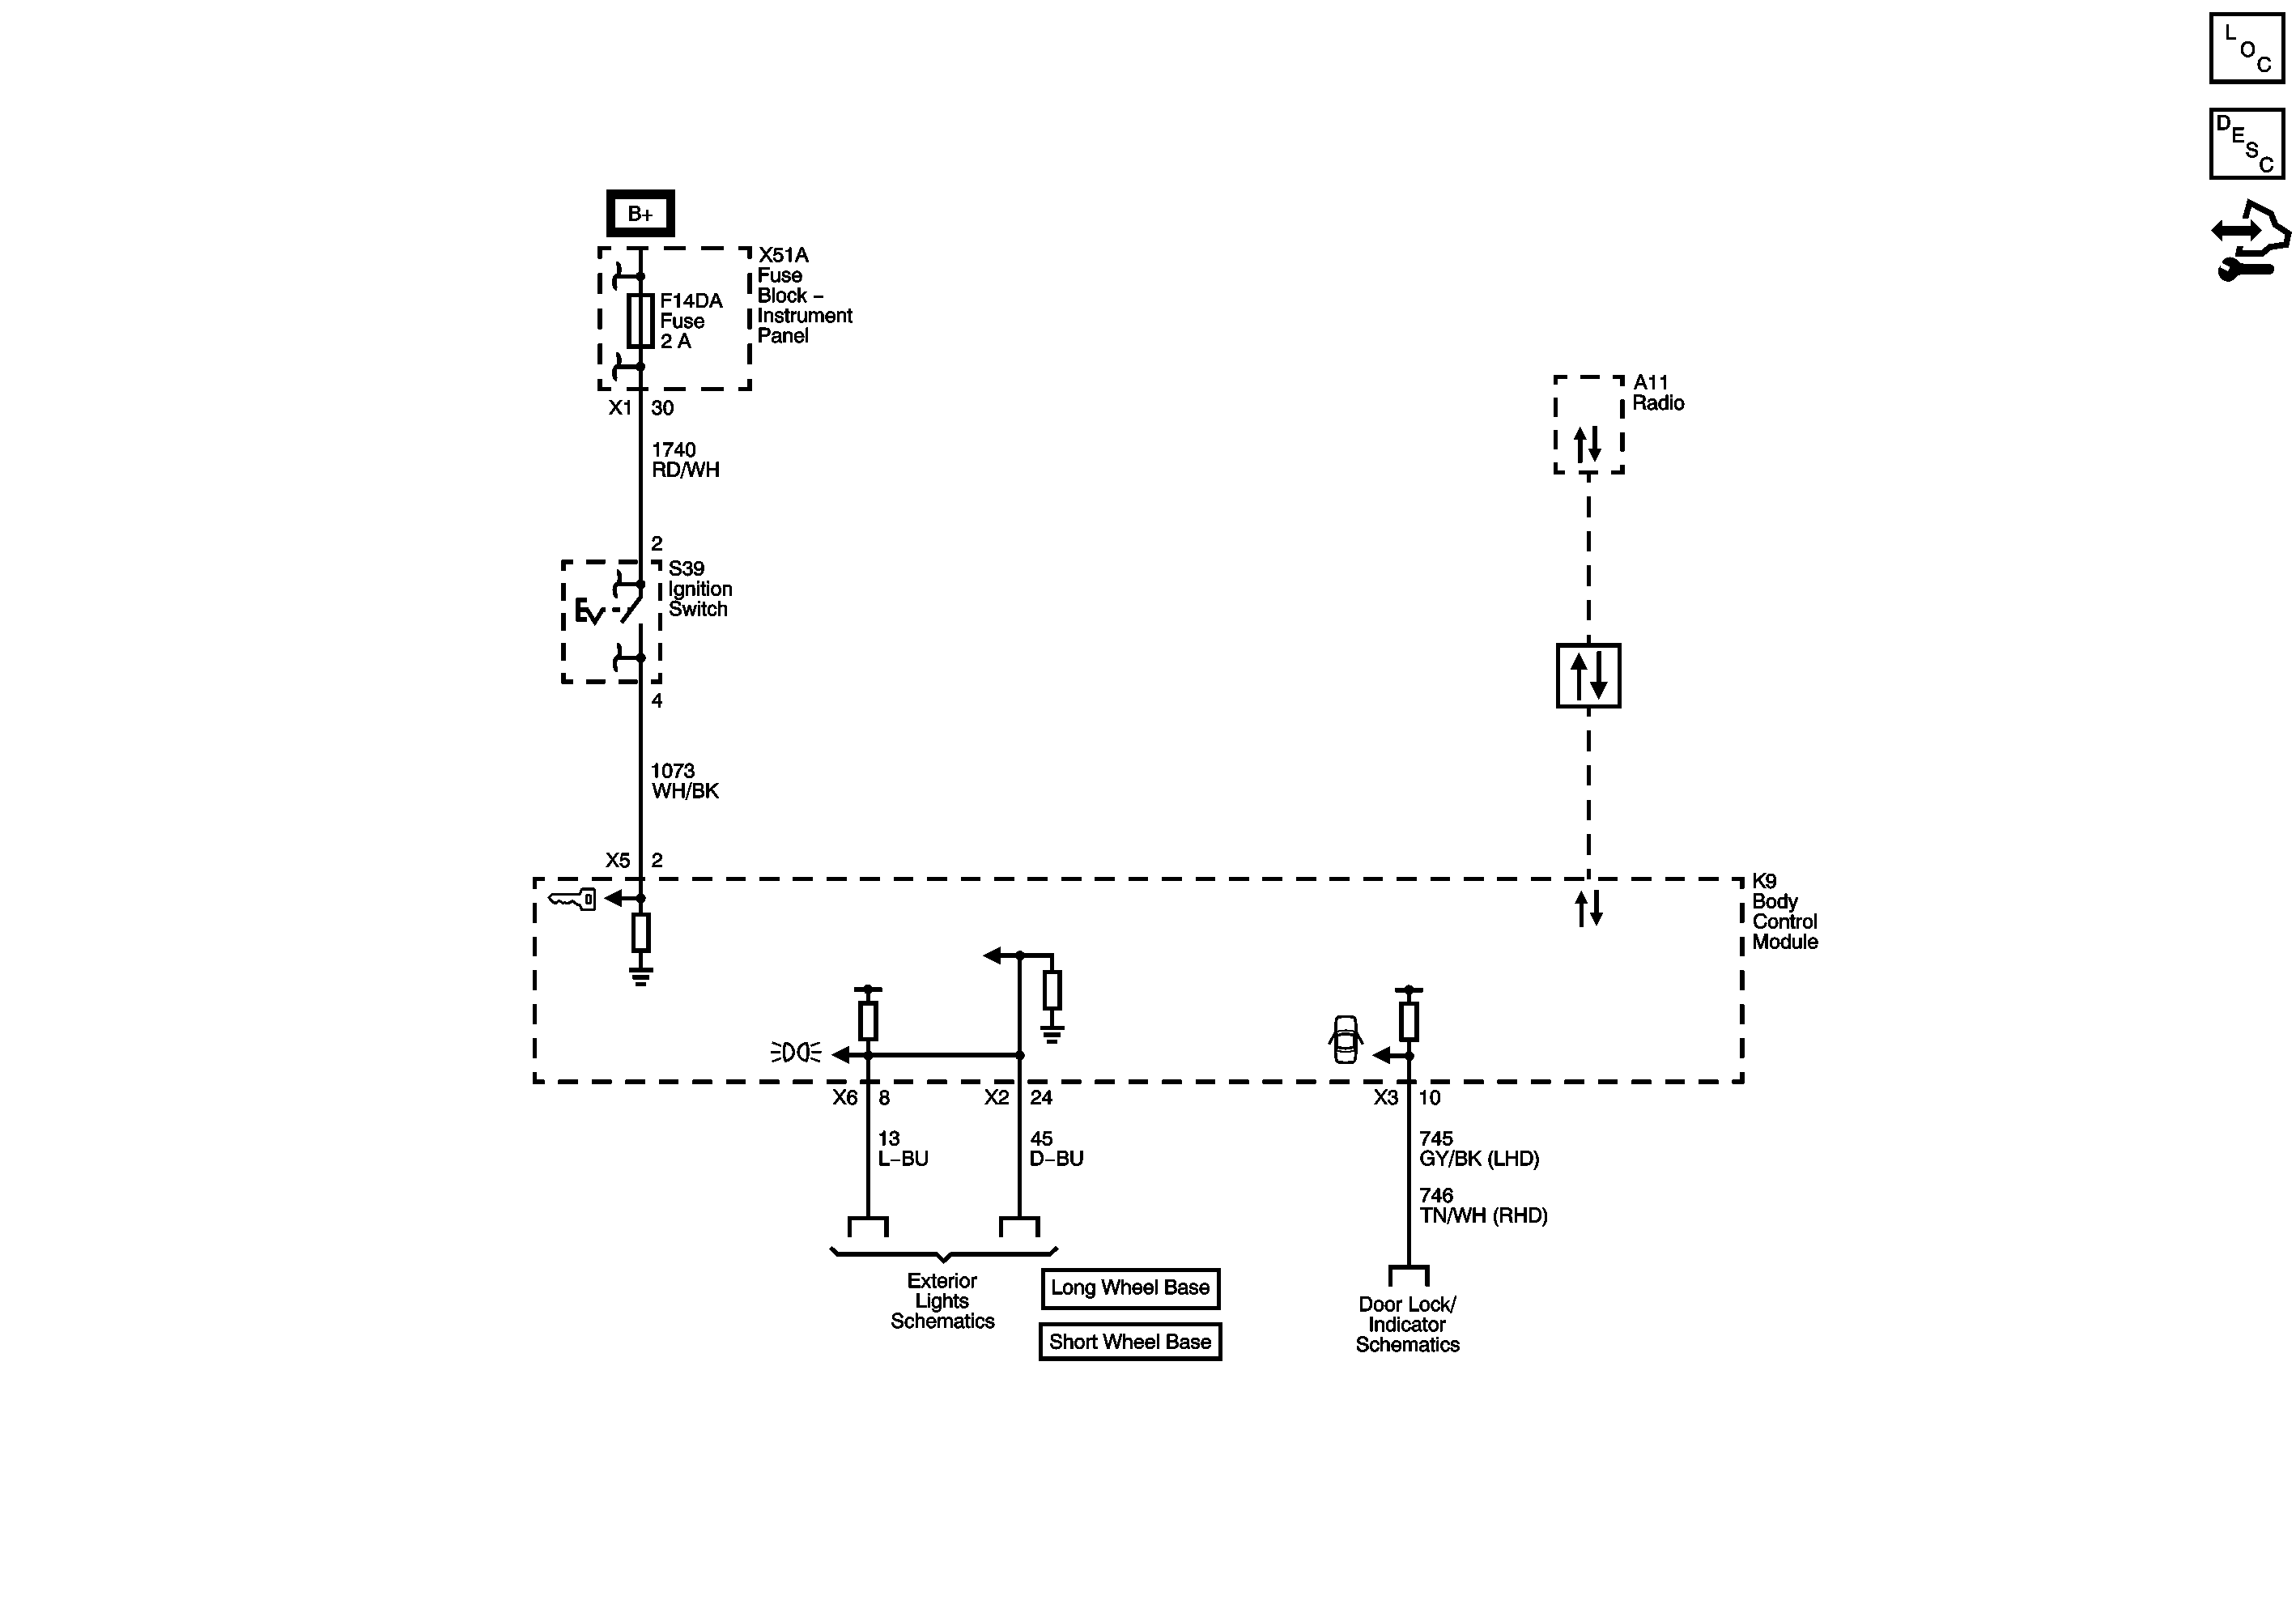 LOC
DESC
B+
X51A
Fuse
Block –
Instrument
Panel
F14DA
Fuse
2 A
X1 30
1740
RD/WH
A11
Radio
2
S39
Ignition
Switch
4
1073
WH/BK
X5 2
K9
Body
Control
Module
X6 8
X2 24
X3 10
13
L–BU
45
D–BU
745
GY/BK (LHD)
746
TN/WH (RHD)
Exterior
Lights
Schematics
Long Wheel Base
Short Wheel Base
Door Lock/
Indicator
Schematics